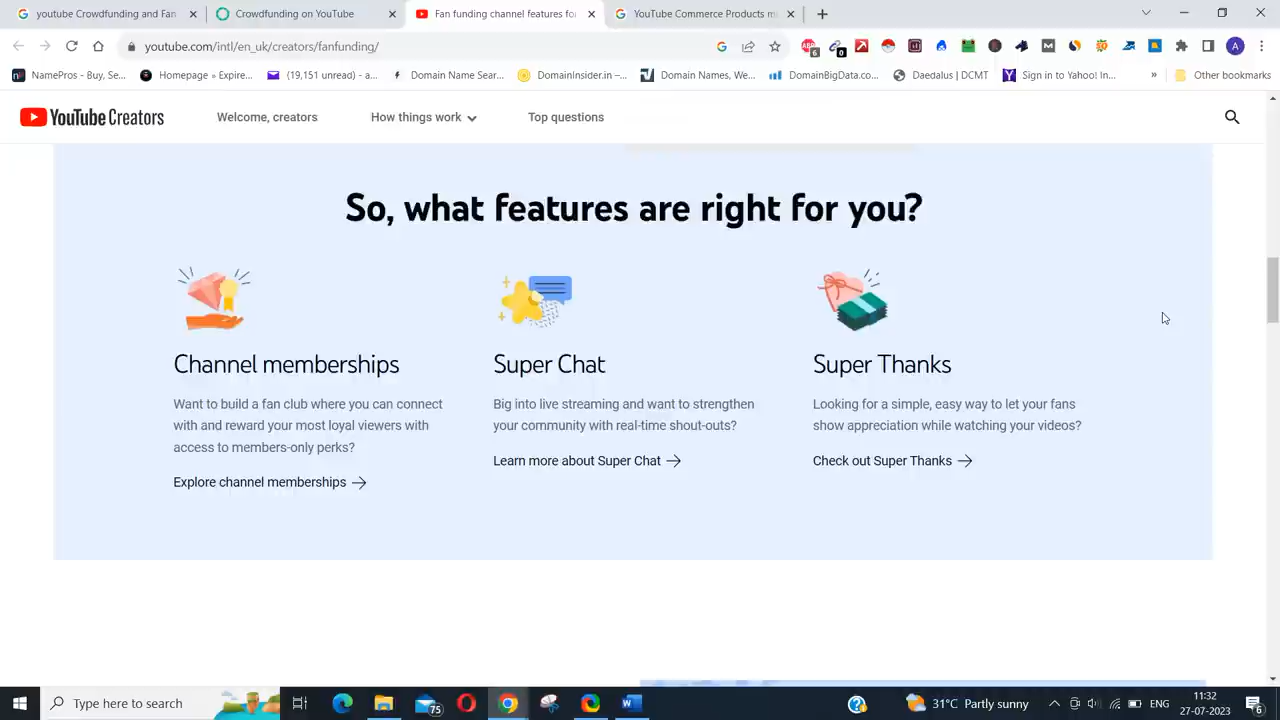 youtube Crowdfunding and Fan
Crowdfunding on YouTube
Fan funding channel features for
YouTube Commerce Products m
youtube.com/intl/en_uk/creators/fanfunding/
6
0
A
NamePros - Buy, Se...
Homepage » Expire...
(19,151 unread) - a...
Domain Name Sear...
DomainInsider.in –...
Domain Names, We...
DomainBigData.co...
Daedalus | DCMT
Sign in to Yahoo! In...
»
Other bookmarks
YouTube Creators
Welcome, creators
How things work
Top questions
So, what features are right for you?
Channel memberships
Want to build a fan club where you can connect
with and reward your most loyal viewers with
access to members-only perks?
Explore channel memberships
Super Chat
Big into live streaming and want to strengthen
your community with real-time shout-outs?
Learn more about Super Chat
Super Thanks
Looking for a simple, easy way to let your fans
show appreciation while watching your videos?
Check out Super Thanks
Type here to search
75
31°C Partly sunny
ENG
11:32
27-07-2023
6